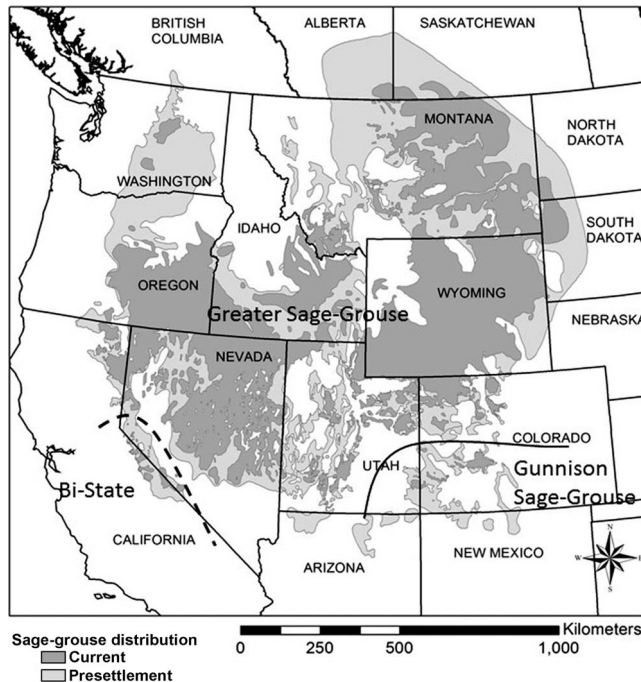 BRITISH
COLUMBIA
ALBERTA
SASKATCHEWAN
MONTANA
NORTH
DAKOTA
WASHINGTON
IDAHO
SOUTH
DAKOTA
OREGON
WYOMING
Greater Sage-Grouse
NEBRASKA
NEVADA
COLORADO
UTAH
Gunnison
Sage-Grouse
Bi-State
CALIFORNIA
ARIZONA
NEW MEXICO
N
W
E
S
Sage-grouse distribution
Current
Presettlement
Kilometers
0 250 500 1,000